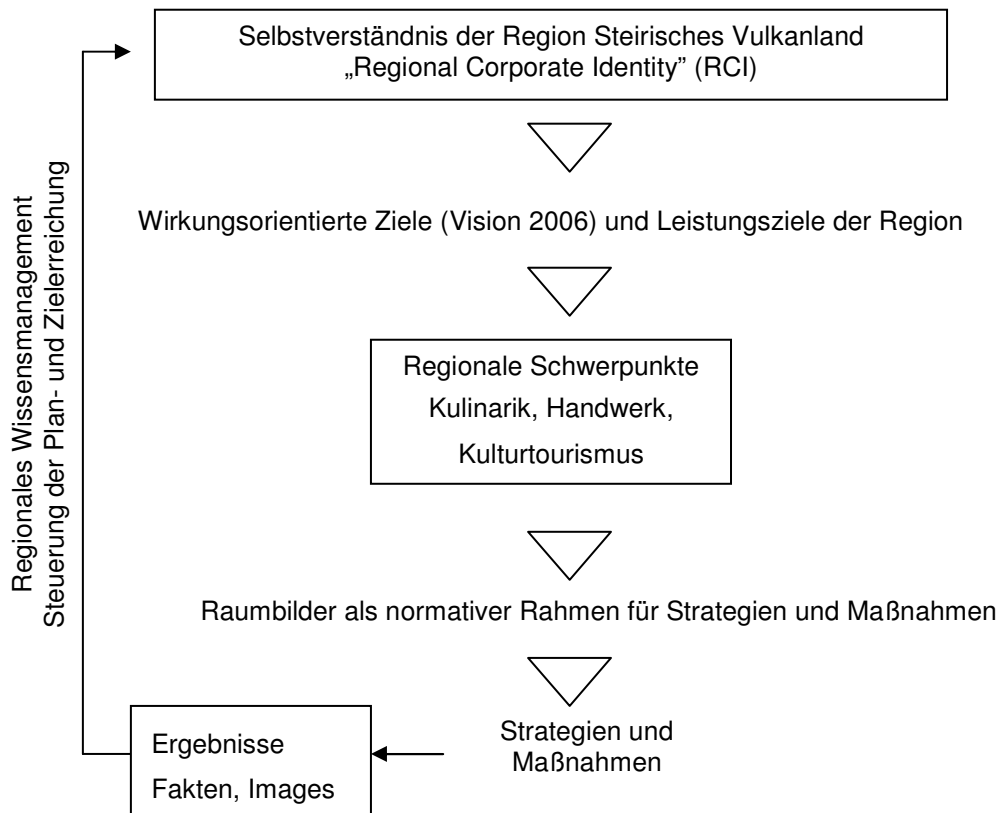 Selbstverständnis der Region Steirisches Vulkanland
„Regional Corporate Identity” (RCI)
Wirkungsorientierte Ziele (Vision 2006) und Leistungsziele der Region
Regionale Schwerpunkte
Kulinarik, Handwerk,
Kulturtourismus
Raumbilder als normativer Rahmen für Strategien und Maßnahmen
Strategien und
Maßnahmen
Ergebnisse
Fakten, Images
Regionales Wissensmanagement
Steuerung der Plan- und Zielerreichung